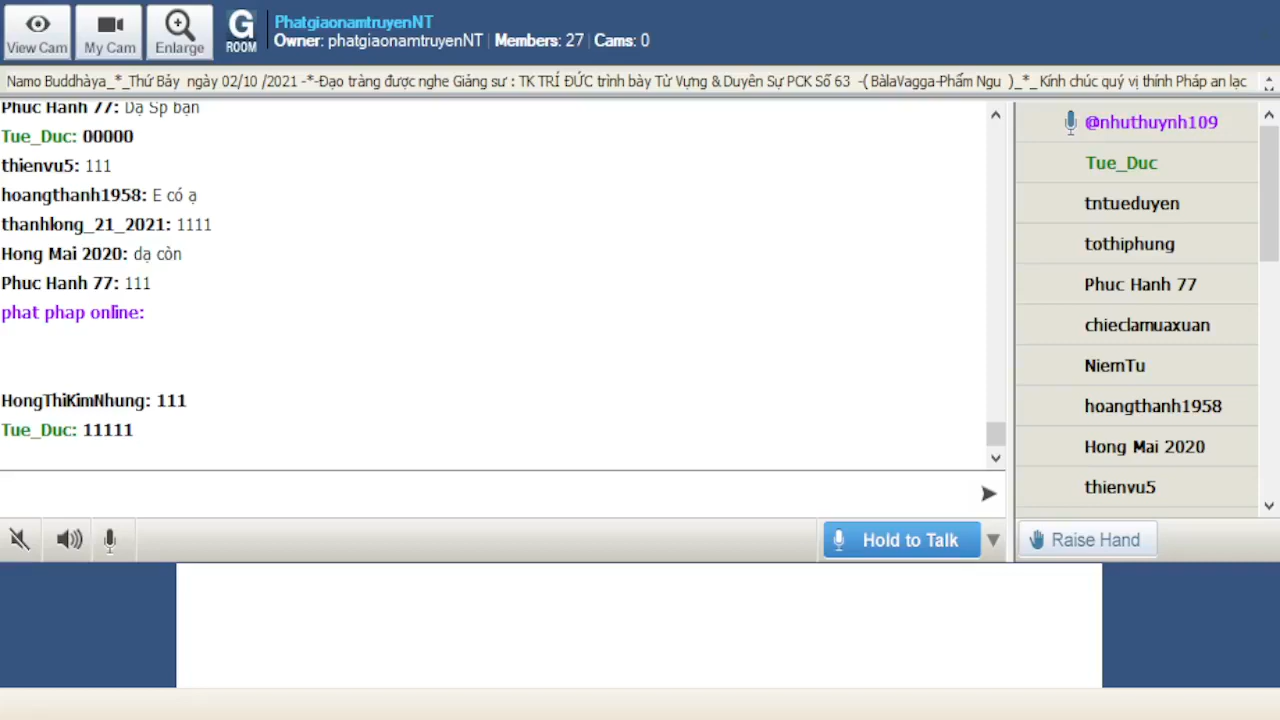 View Cam
My Cam
Enlarge
G
ROOM
PhatgiaonamtruyenNT
Owner: phatgiaonamtruyenNT | Members: 27 | Cams: 0
Namo Buddhàya_*_Thứ Bảy ngày 02/10 /2021 -*-Đạo tràng được nghe Giảng sư : TK TRÍ ĐỨC trình bày Từ Vựng & Duyên Sự PCK Số 63 -( BàlaVagga-Phẩm Ngu )_*_ Kính chúc quý vị thính Pháp an lạc
Phuc Hanh 77: Dạ Sp bạn
Tue_Duc: 00000
thienvu5: 111
hoangthanh1958: E có ạ
thanhlong_21_2021: 1111
Hong Mai 2020: dạ còn
Phuc Hanh 77: 111
phat phap online:
HongThiKimNhung: 111
Tue_Duc: 11111
@nhuthuynh109
Tue_Duc
tntueduyen
tothiphung
Phuc Hanh 77
chieclamuaxuan
NiemTu
hoangthanh1958
Hong Mai 2020
thienvu5
Hold to Talk
Raise Hand